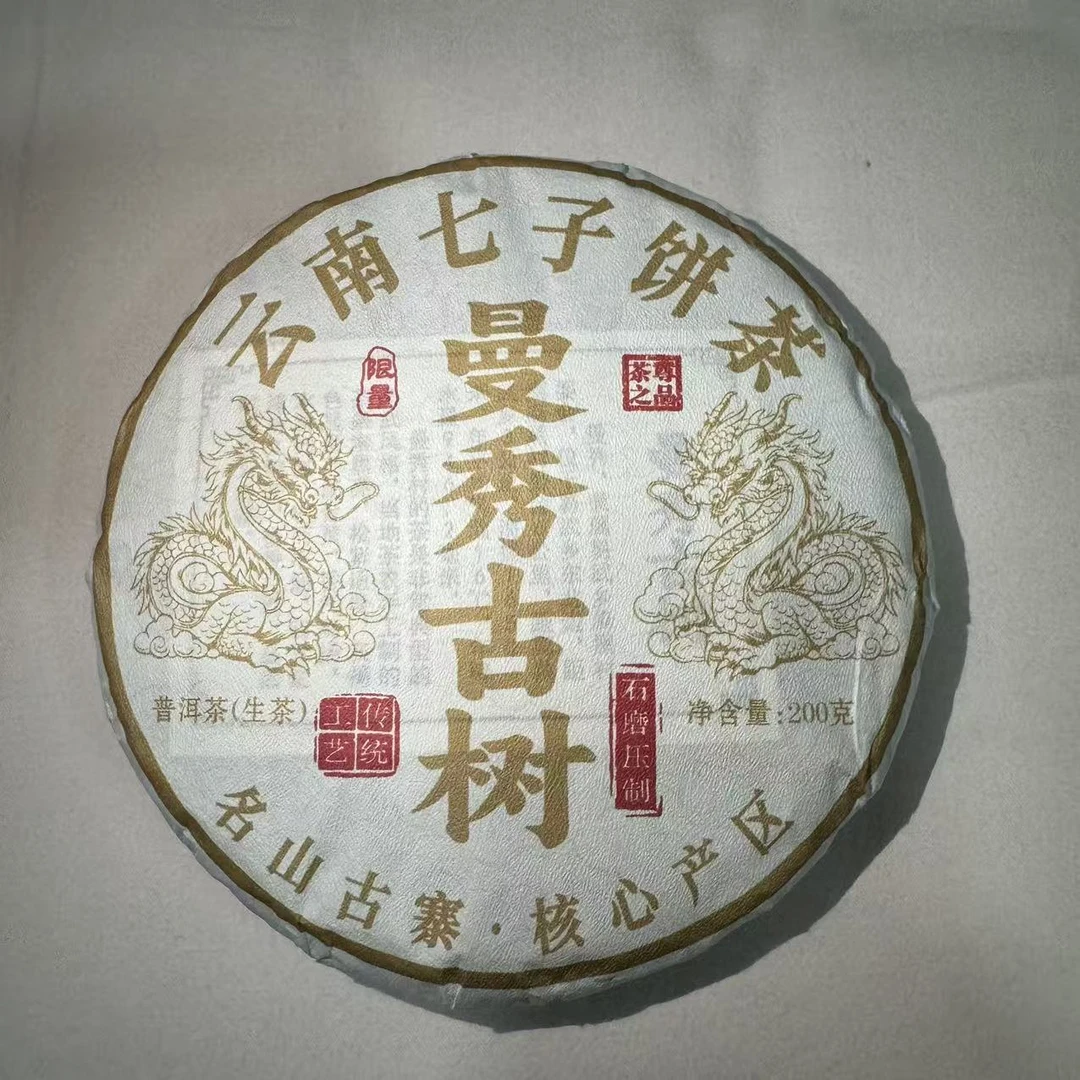 云南七子饼茶
限量
尊品
茶之
曼秀古树
普洱茶(生茶)
传统
工艺
石磨压制
净含量:200克
名山古寨·核心产区